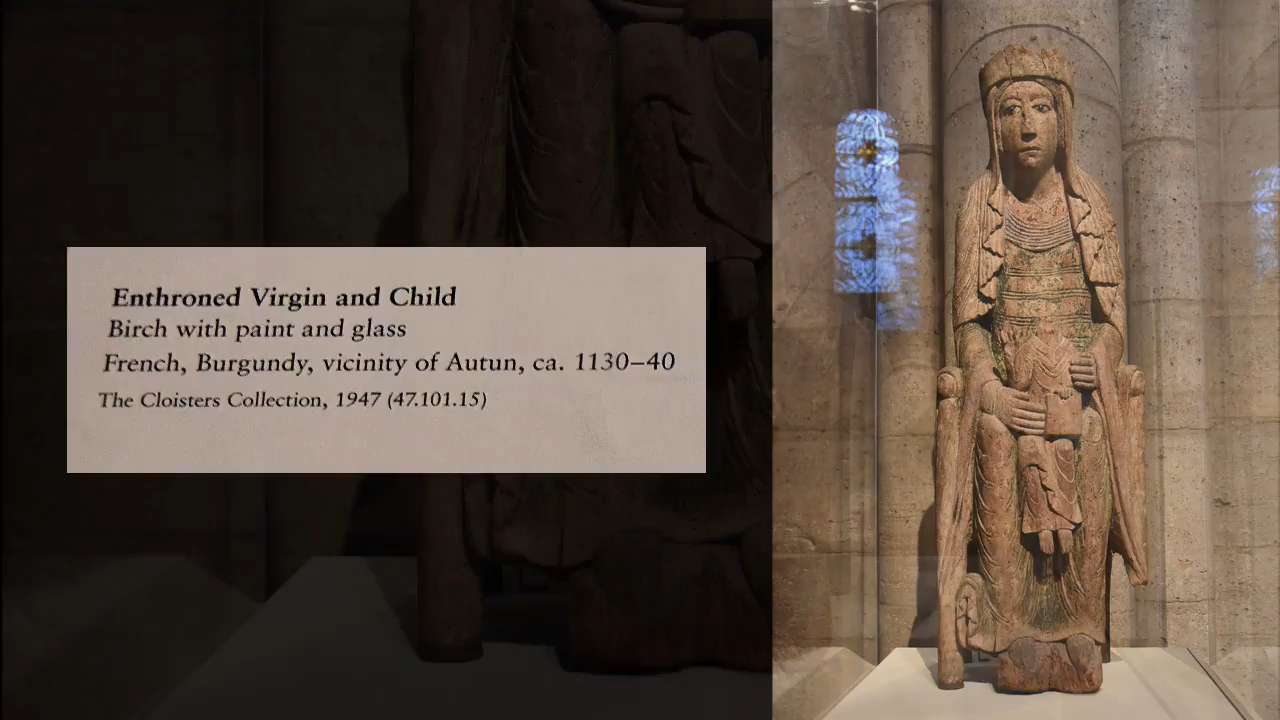 Enthroned Virgin and Child
Birch with paint and glass
French, Burgundy, vicinity of Autun, ca. 1130–40
The Cloisters Collection, 1947 (47.101.15)